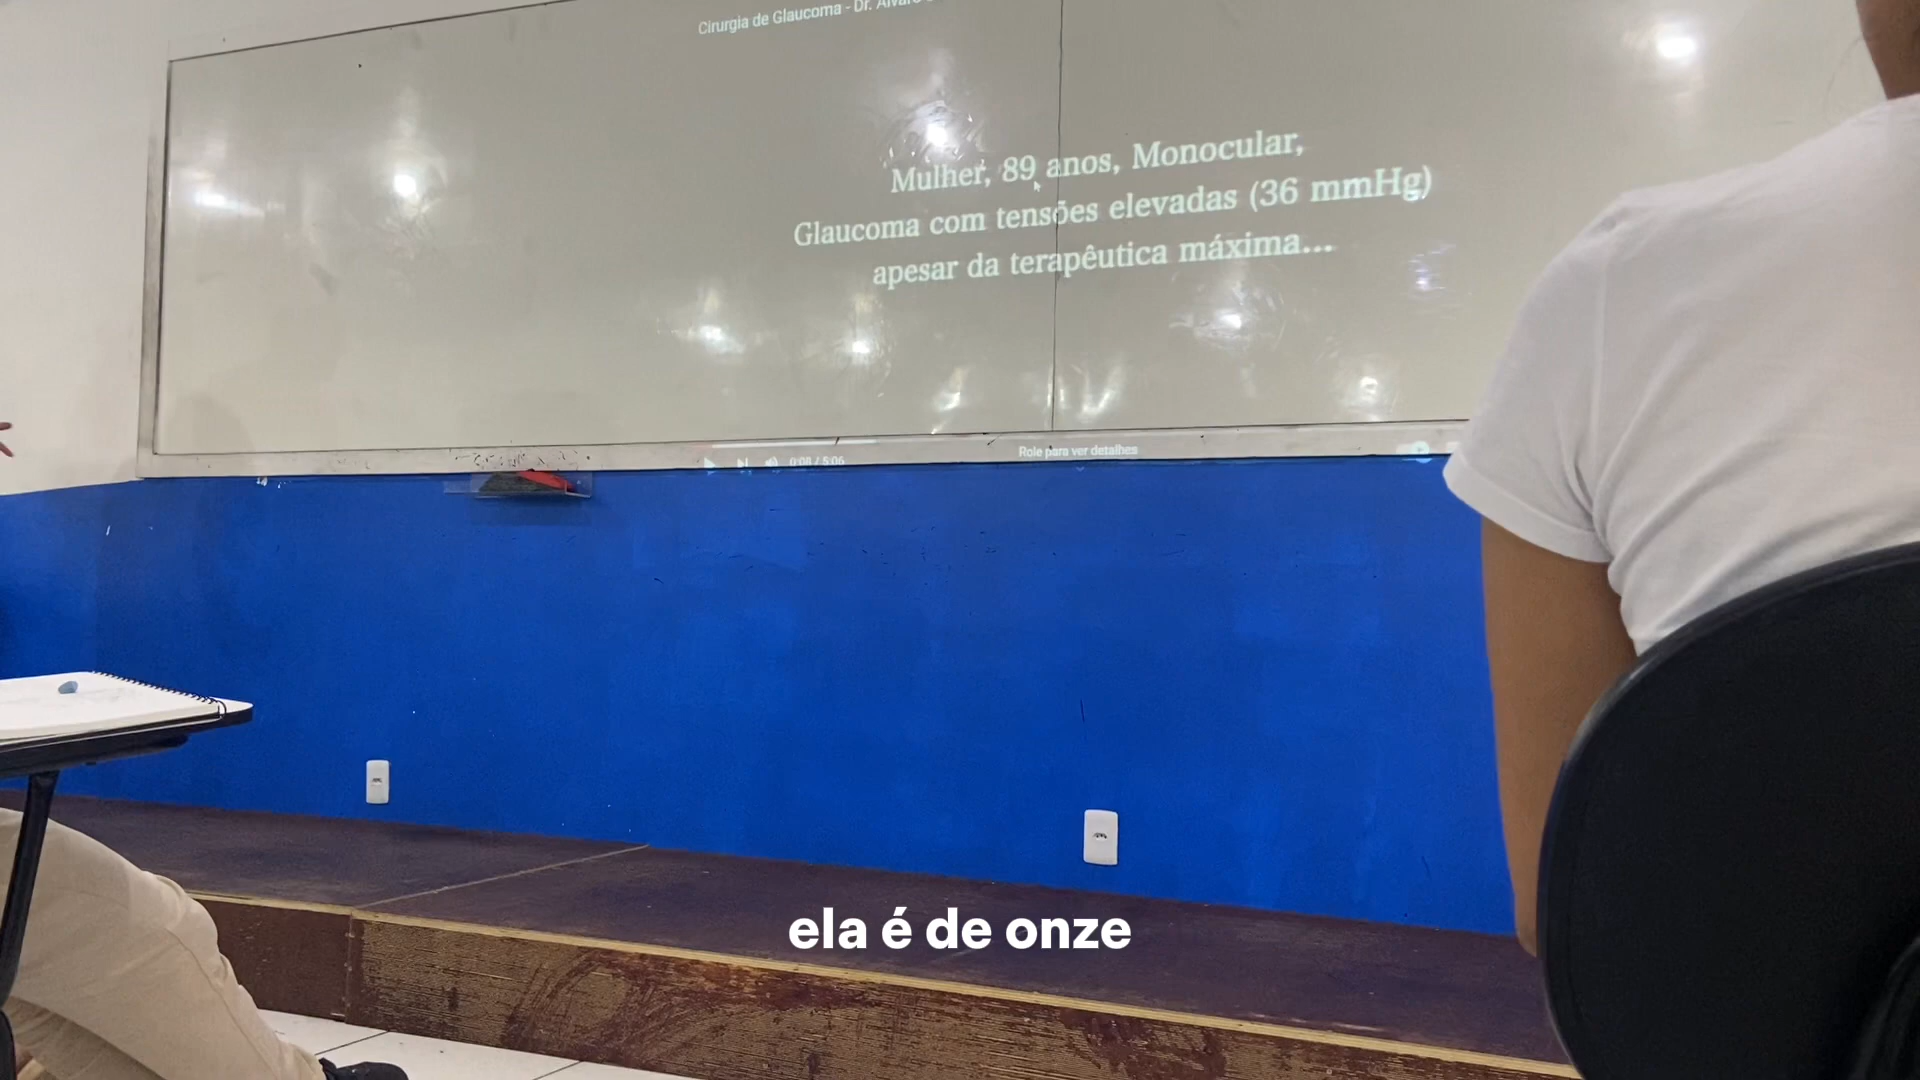 Cirurgia de Glaucoma - Dr. Álvaro
Mulher, 89 anos, Monocular,
Glaucoma com tensões elevadas (36 mmHg)
apesar da terapêutica máxima...
0:08 / 5:06
Role para ver detalhes
ela é de onze